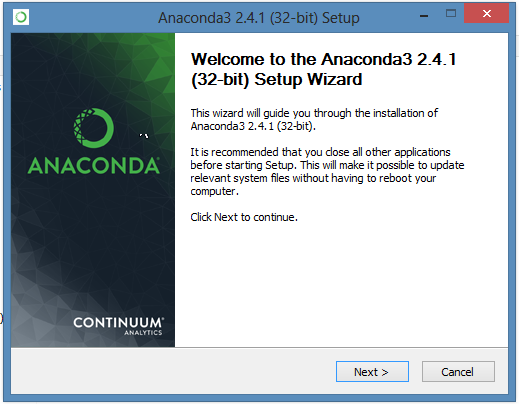 Anaconda3 2.4.1 (32-bit) Setup
Welcome to the Anaconda3 2.4.1
(32-bit) Setup Wizard
This wizard will guide you through the installation of
Anaconda3 2.4.1 (32-bit).
It is recommended that you close all other applications
before starting Setup. This will make it possible to update
relevant system files without having to reboot your
computer.
Click Next to continue.
ANACONDA®
CONTINUUM®
ANALYTICS
Next >
Cancel